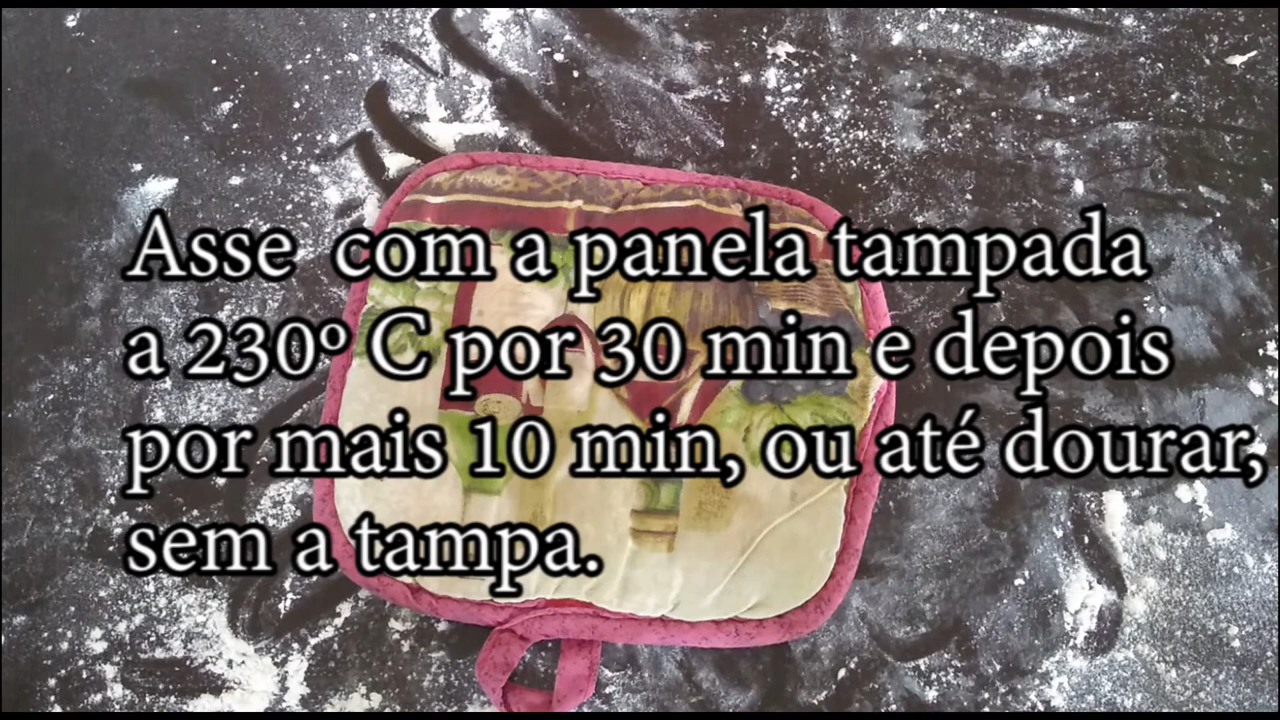 Asse com a panela tampada
a 230º C por 30 min e depois
por mais 10 min, ou até dourar,
sem a tampa.